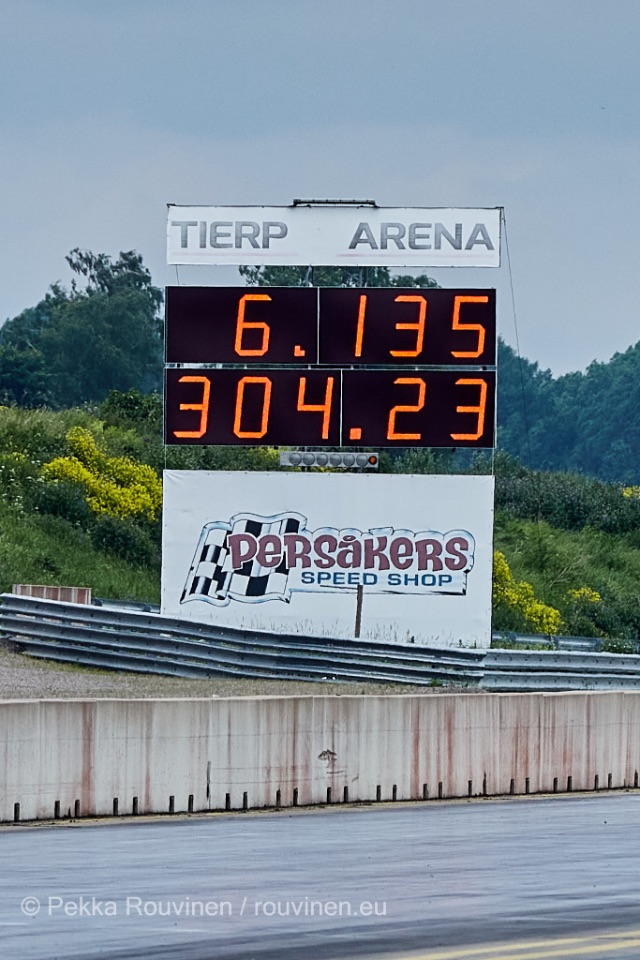 TIERP ARENA
6.135
304.23
PERSÅKERS
SPEED SHOP
© Pekka Rouvinen / rouvinen.eu